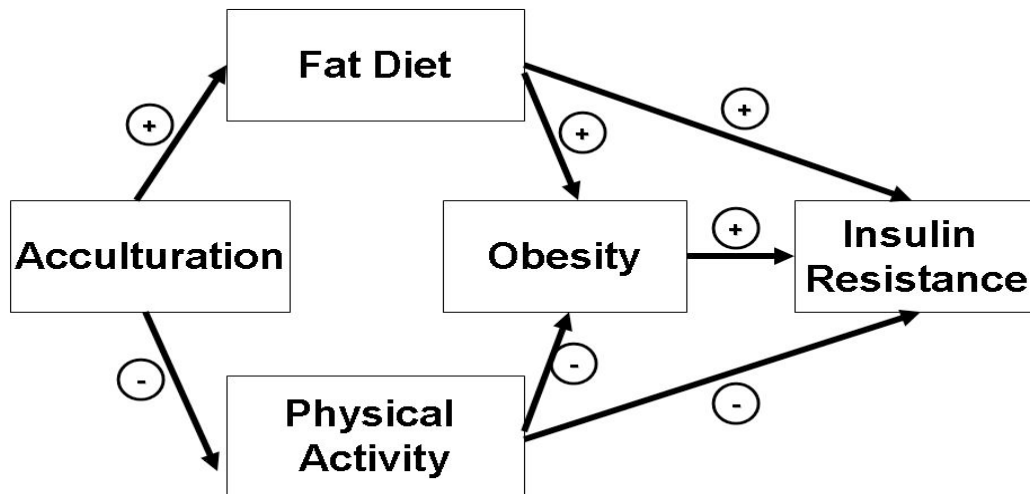 Fat Diet
+
+
+
Acculturation
Obesity
+
Insulin
Resistance
-
-
-
Physical
Activity